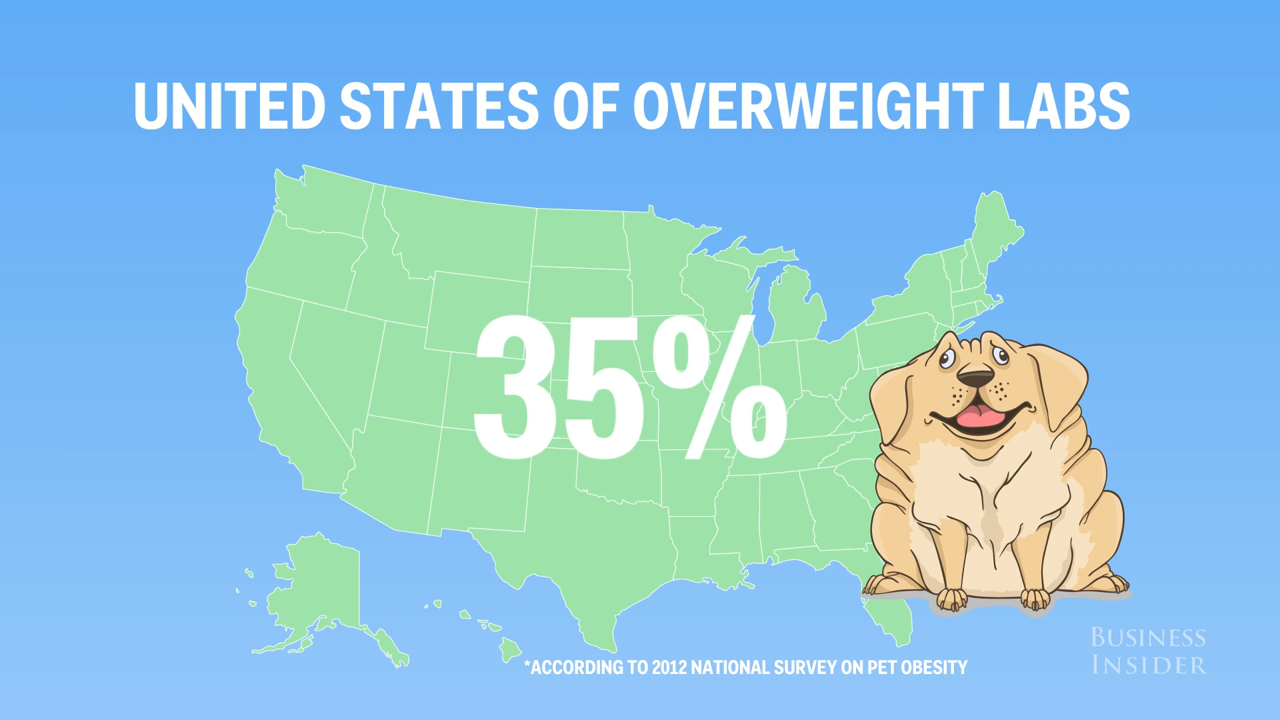 UNITED STATES OF OVERWEIGHT LABS
35%
*ACCORDING TO 2012 NATIONAL SURVEY ON PET OBESITY
BUSINESS
INSIDER